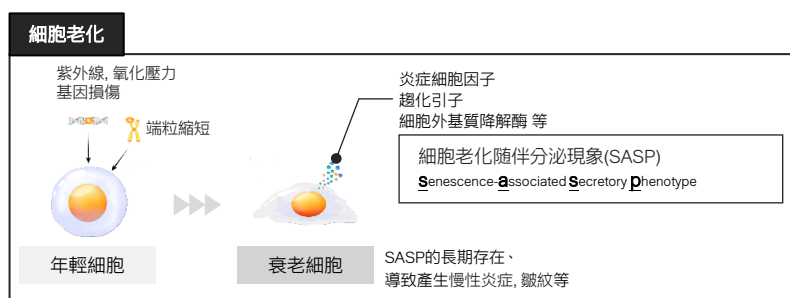 細胞老化
紫外線, 氧化壓力
基因損傷
端粒縮短
年輕細胞
炎症細胞因子
趨化引子
細胞外基質降解酶 等
細胞老化随伴分泌現象(SASP)
senescence-associated secretory phenotype
衰老細胞
SASP的長期存在、
導致產生慢性炎症, 皺紋等